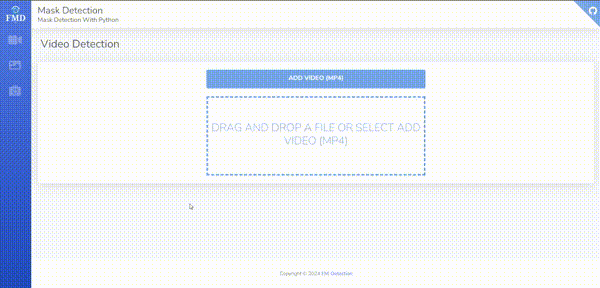 FMD
Mask Detection
Mask Detection With Python
Video Detection
ADD VIDEO (MP4)
DRAG AND DROP A FILE OR SELECT ADD
VIDEO (MP4)
Copyright © 2024 FM Detection